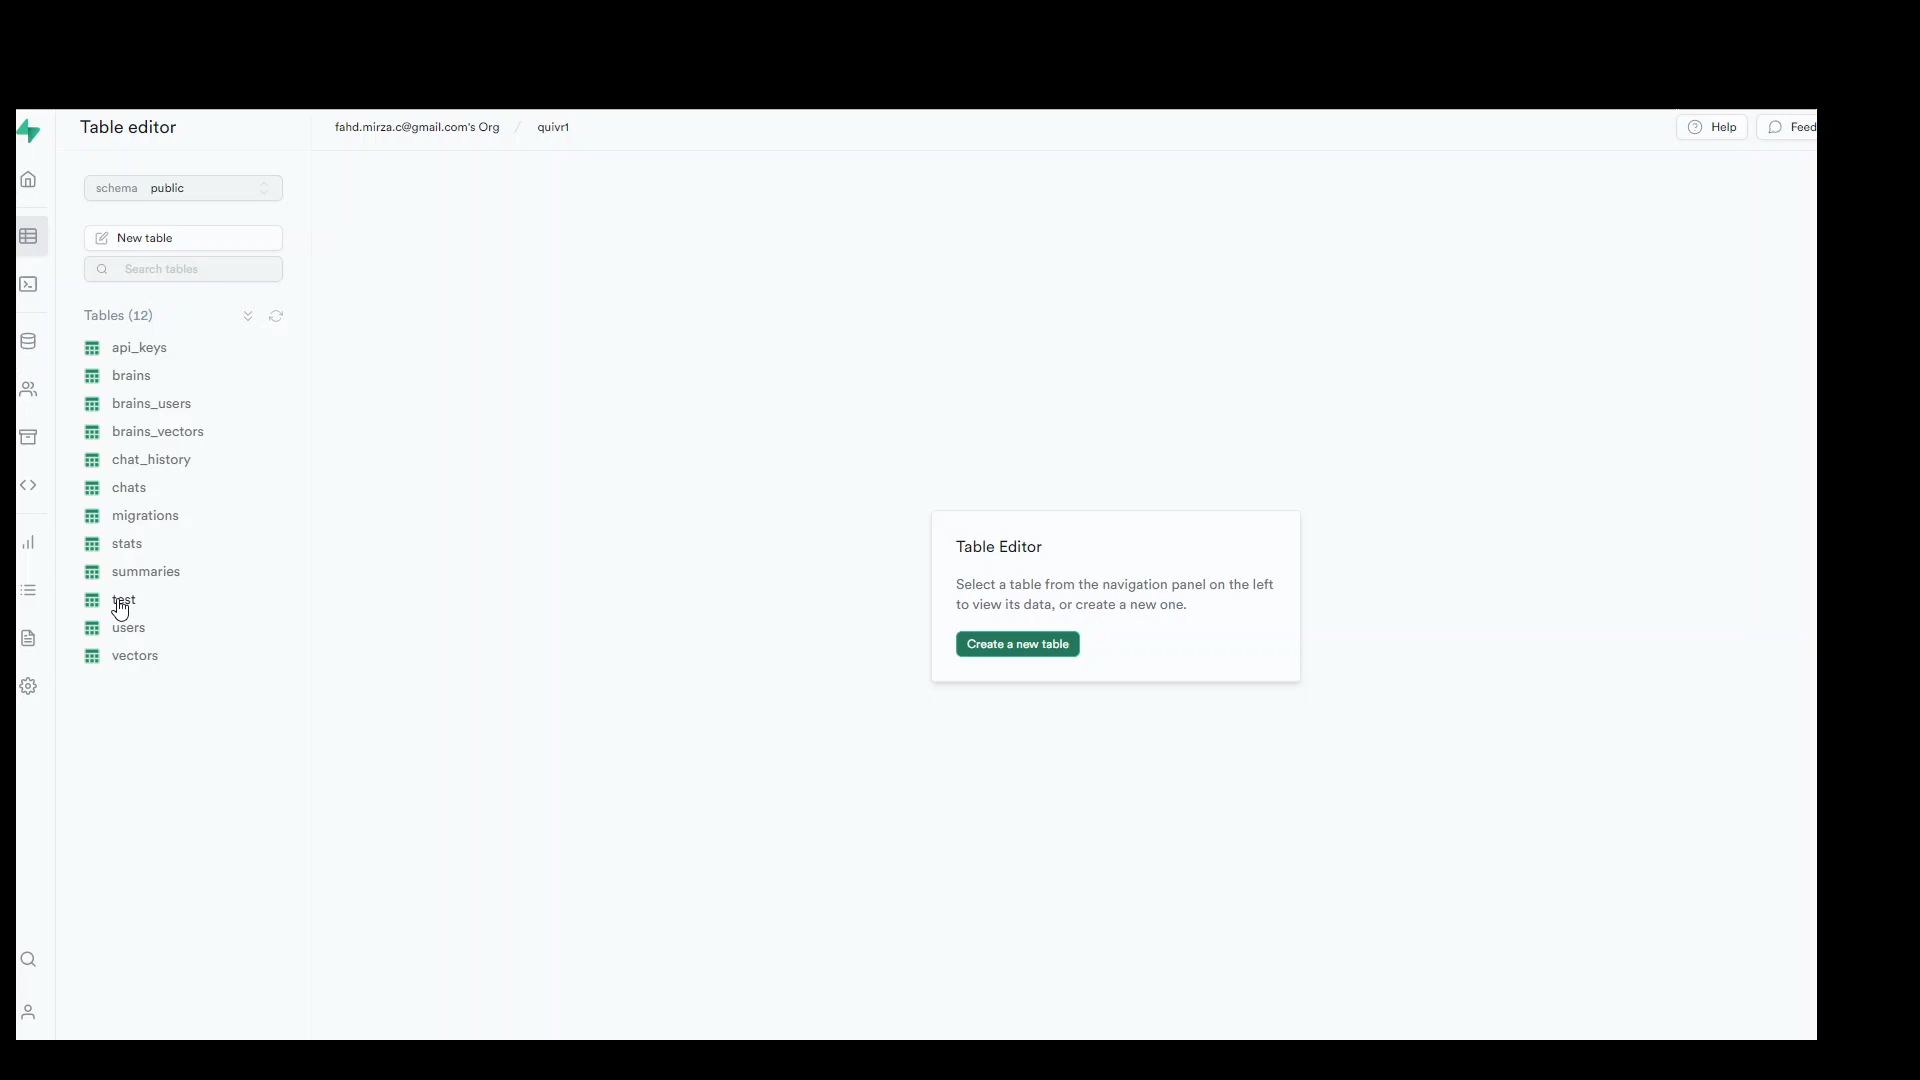 Table editor
fahd.mirza.c@gmail.com's Org / quivr1
Help
Feed
schema public
New table
Search tables
Tables (12)
api_keys
brains
brains_users
brains_vectors
chat_history
chats
migrations
stats
summaries
test
users
vectors
Table Editor
Select a table from the navigation panel on the left
to view its data, or create a new one.
Create a new table